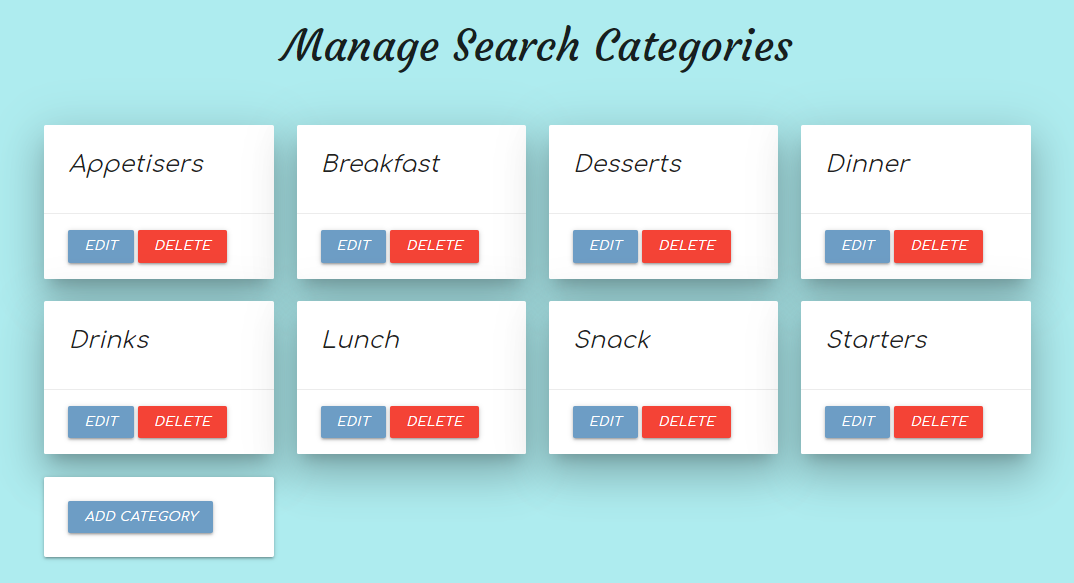 Manage Search Categories
Appetisers
Breakfast
Desserts
Dinner
EDIT DELETE
EDIT DELETE
EDIT DELETE
EDIT DELETE
Drinks
Lunch
Snack
Starters
EDIT DELETE
EDIT DELETE
EDIT DELETE
EDIT DELETE
ADD CATEGORY